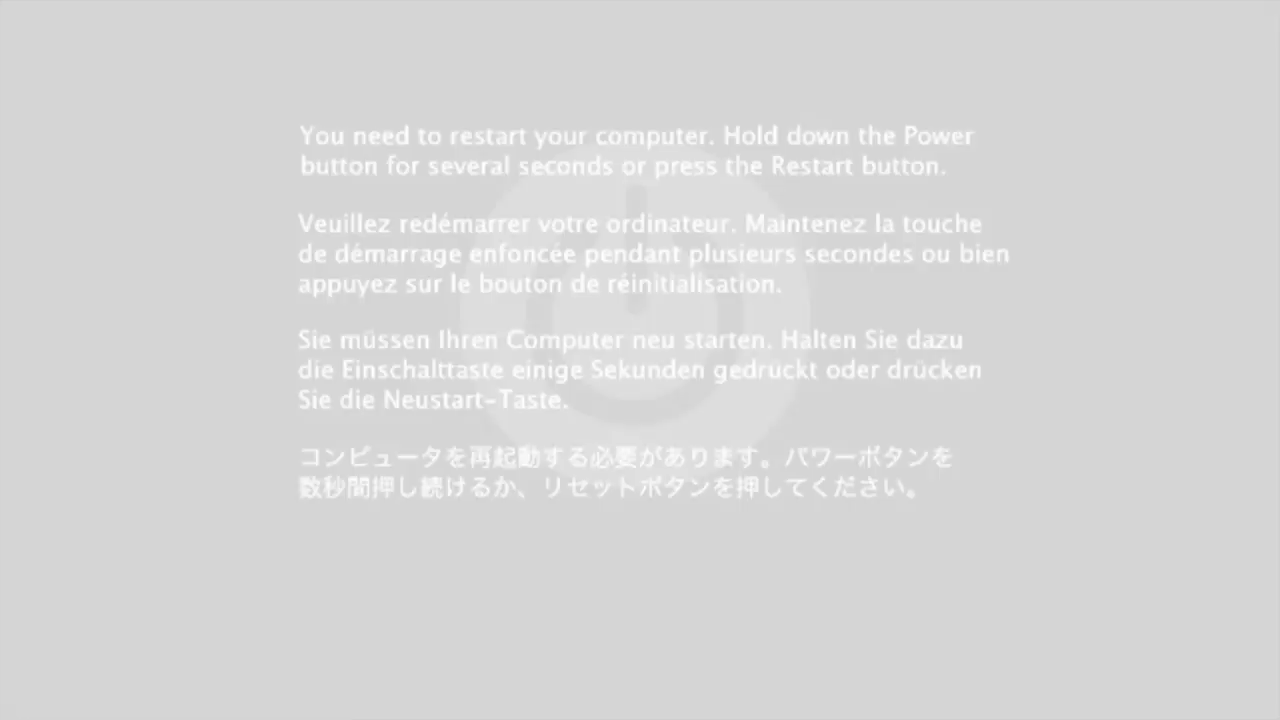 You need to restart your computer. Hold down the Power
button for several seconds or press the Restart button.
Veuillez redémarrer votre ordinateur. Maintenez la touche
de démarrage enfoncée pendant plusieurs secondes ou bien
appuyez sur le bouton de réinitialisation.
Sie müssen Ihren Computer neu starten. Halten Sie dazu
die Einschalttaste einige Sekunden gedrückt oder drücken
Sie die Neustart-Taste.
コンピュータを再起動する必要があります。パワーボタンを
数秒間押し続けるか、リセットボタンを押してください。